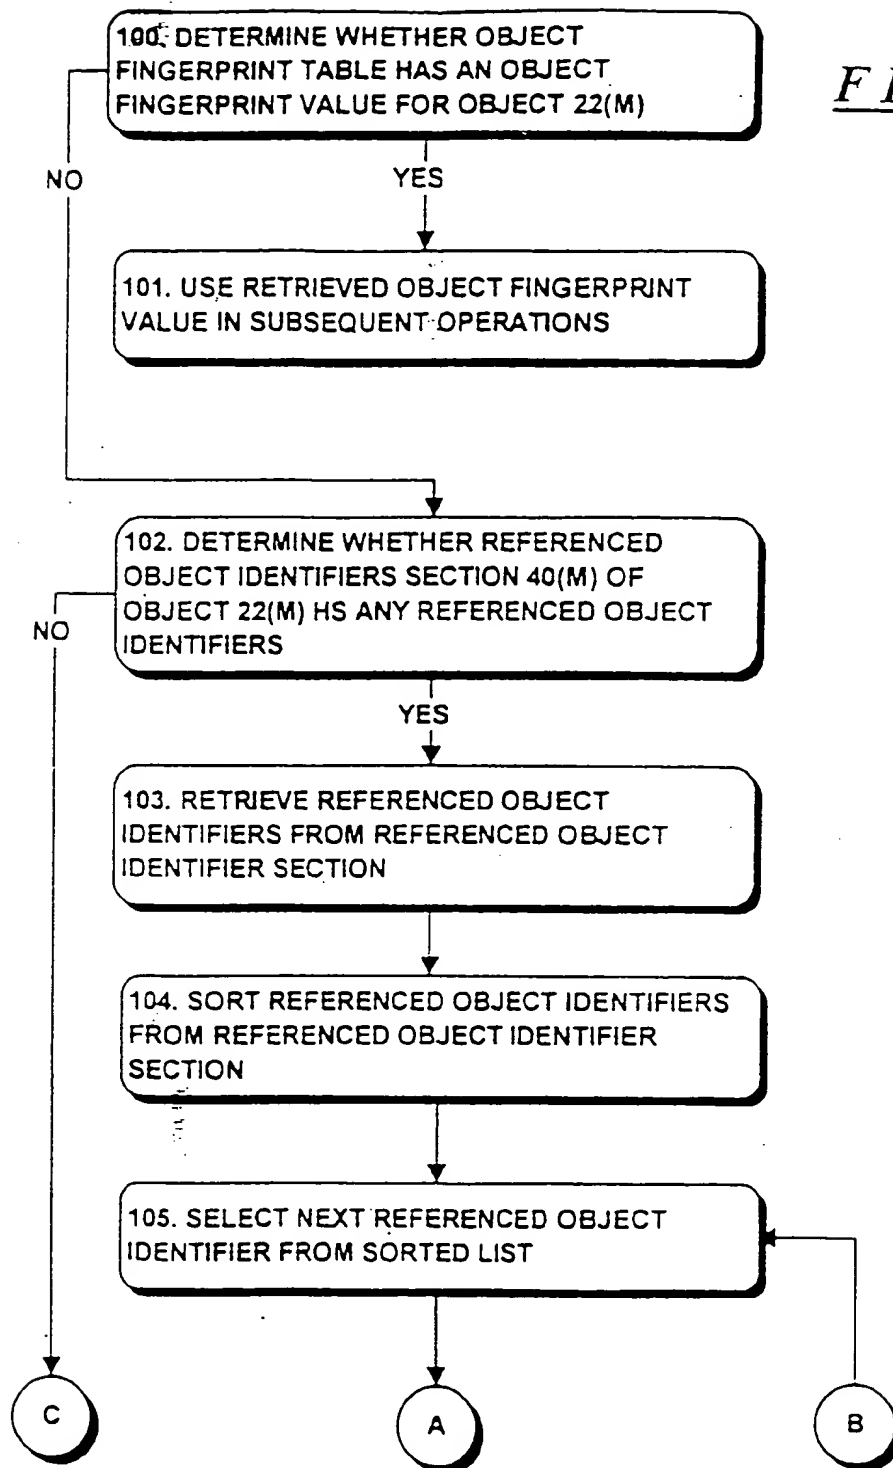 100. DETERMINE WHETHER OBJECT
FINGERPRINT TABLE HAS AN OBJECT
FINGERPRINT VALUE FOR OBJECT 22(M)
F I
NO
YES
101. USE RETRIEVED OBJECT FINGERPRINT
VALUE IN SUBSEQUENT OPERATIONS
102. DETERMINE WHETHER REFERENCED
OBJECT IDENTIFIERS SECTION 40(M) OF
OBJECT 22(M) HS ANY REFERENCED OBJECT
IDENTIFIERS
NO
YES
103. RETRIEVE REFERENCED OBJECT
IDENTIFIERS FROM REFERENCED OBJECT
IDENTIFIER SECTION
104. SORT REFERENCED OBJECT IDENTIFIERS
FROM REFERENCED OBJECT IDENTIFIER
SECTION
105. SELECT NEXT REFERENCED OBJECT
IDENTIFIER FROM SORTED LIST
C
A
B